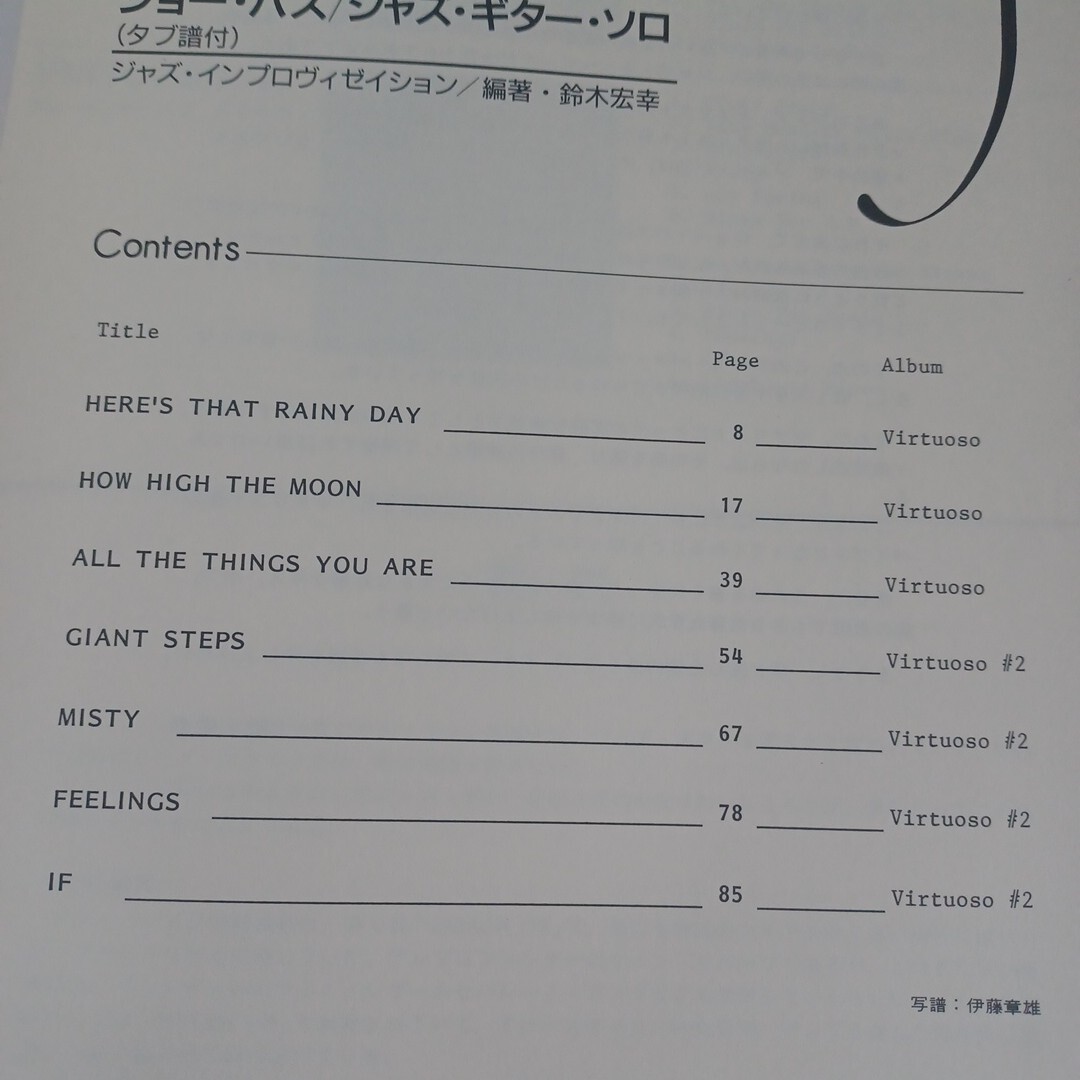 ジョー・パス/ジャズ・ギター・ソロ
(タブ譜付)
ジャズ・インプロヴィゼイション/編著・鈴木宏幸
Contents
Title Page Album
HERE'S THAT RAINY DAY 8 Virtuoso
HOW HIGH THE MOON 17 Virtuoso
ALL THE THINGS YOU ARE 39 Virtuoso
GIANT STEPS 54 Virtuoso #2
MISTY 67 Virtuoso #2
FEELINGS 78 Virtuoso #2
IF 85 Virtuoso #2
写譜：伊藤章雄